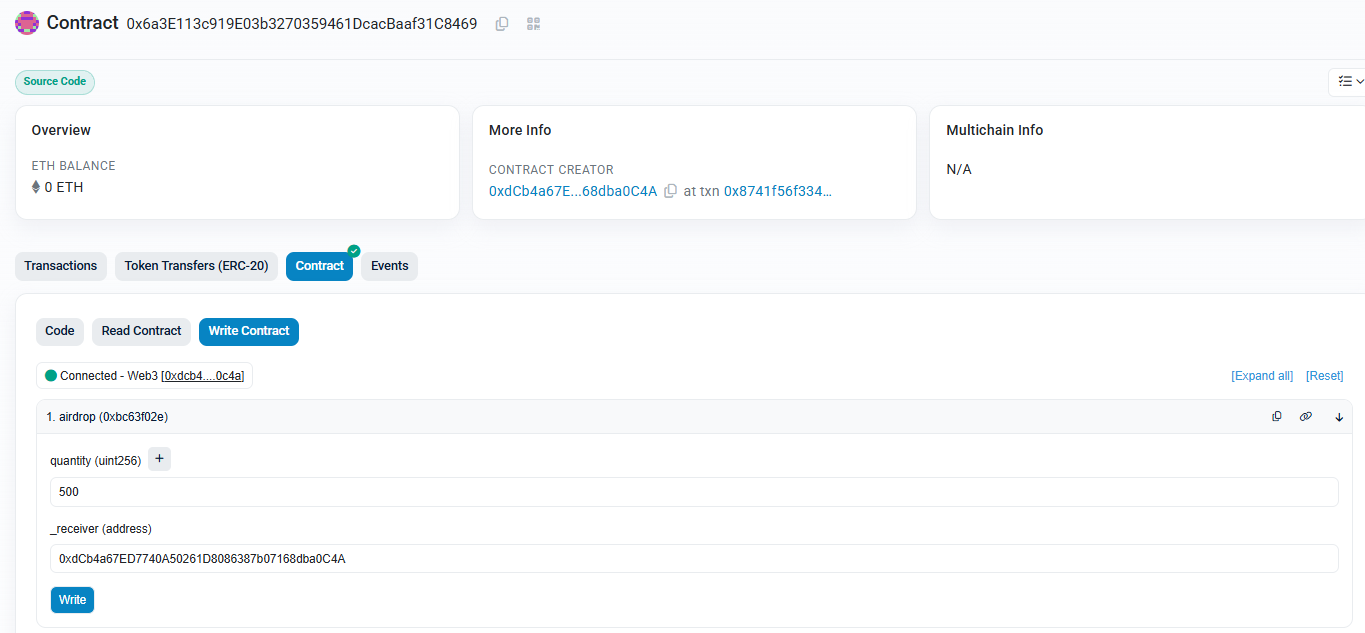 Contract 0x6a3E113c919E03b3270359461DcacBaaf31C8469
Source Code
Overview
ETH BALANCE
0 ETH
More Info
CONTRACT CREATOR
0xdCb4a67E...68dba0C4A at txn 0x8741f56f334...
Multichain Info
N/A
Transactions
Token Transfers (ERC-20)
Contract
Events
Code
Read Contract
Write Contract
Connected - Web3 [0xdcb4....0c4a]
[Expand all] [Reset]
1. airdrop (0xbc63f02e)
quantity (uint256) +
500
_receiver (address)
0xdCb4a67ED7740A50261D8086387b07168dba0C4A
Write